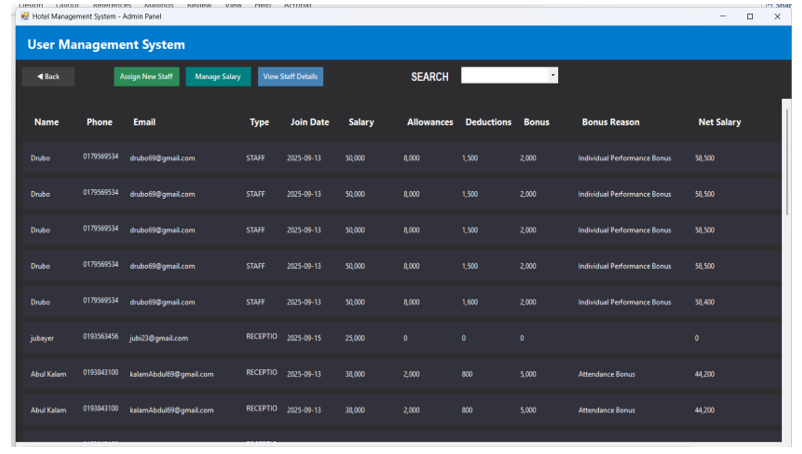 Design Layout References Mailings Review View Help Acrobat
Hotel Management System - Admin Panel
User Management System
Back Assign New Staff Manage Salary View Staff Details SEARCH
Name Phone Email Type Join Date Salary Allowances Deductions Bonus Bonus Reason Net Salary
Drubo 0179569534 drubo69@gmail.com STAFF 2025-09-13 50,000 8,000 1,500 2,000 Individual Performance Bonus 58,500
Drubo 0179569534 drubo69@gmail.com STAFF 2025-09-13 50,000 8,000 1,500 2,000 Individual Performance Bonus 58,500
Drubo 0179569534 drubo69@gmail.com STAFF 2025-09-13 50,000 8,000 1,500 2,000 Individual Performance Bonus 58,500
Drubo 0179569534 drubo69@gmail.com STAFF 2025-09-13 50,000 8,000 1,500 2,000 Individual Performance Bonus 58,500
Drubo 0179569534 drubo69@gmail.com STAFF 2025-09-13 50,000 8,000 1,600 2,000 Individual Performance Bonus 58,400
jubayer 0193563456 jubi23@gmail.com RECEPTIO 2025-09-15 25,000 0 0 0 0
Abul Kalam 0193843100 kalamAbdul69@gmail.com RECEPTIO 2025-09-13 38,000 2,000 800 5,000 Attendance Bonus 44,200
Abul Kalam 0193843100 kalamAbdul69@gmail.com RECEPTIO 2025-09-13 38,000 2,000 800 5,000 Attendance Bonus 44,200